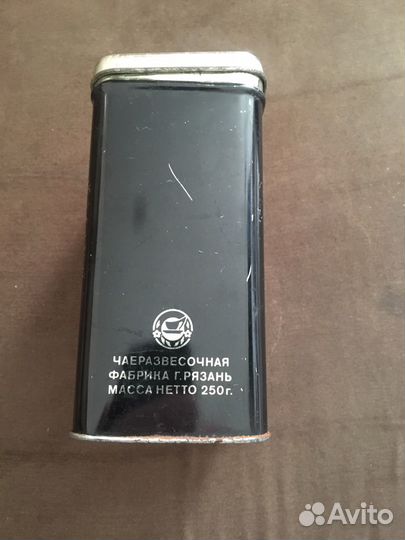 ЧАЕРАЗВЕСОЧНАЯ
ФАБРИКА Г.РЯЗАНЬ
МАССА НЕТТО 250г.
Avito